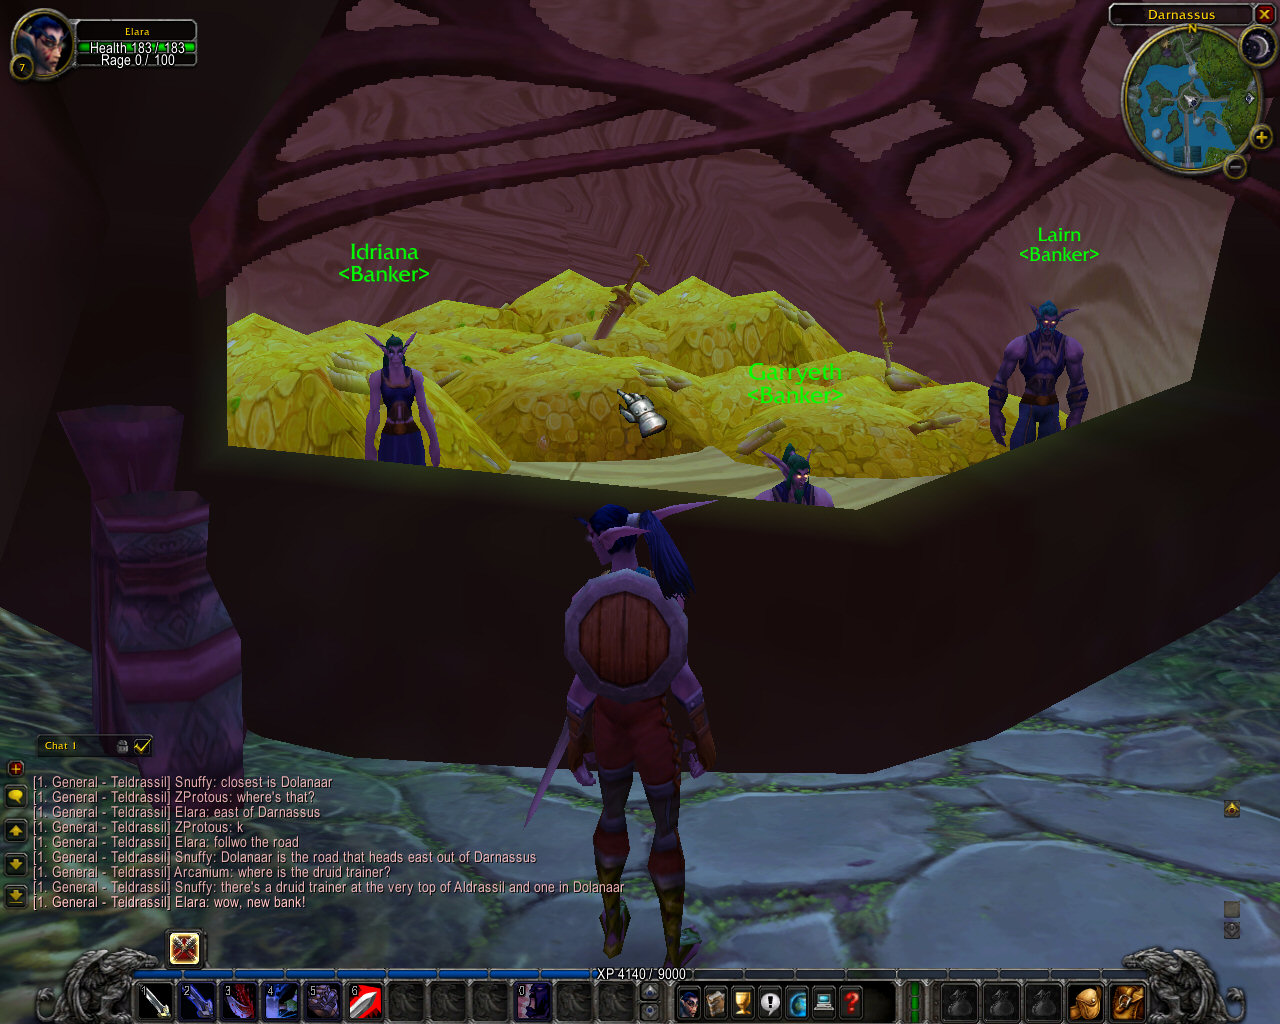 Elara
Health 183 / 183
Rage 0 / 100
7
Darnassus
N
Idriana
<Banker>
Lairn
<Banker>
Garryeth
<Banker>
Chat 1
[1. General - Teldrassil] Snuffy: closest is Dolanaar
[1. General - Teldrassil] ZProtous: where's that?
[1. General - Teldrassil] Elara: east of Darnassus
[1. General - Teldrassil] ZProtous: k
[1. General - Teldrassil] Elara: follwo the road
[1. General - Teldrassil] Snuffy: Dolanaar is the road that heads east out of Darnassus
[1. General - Teldrassil] Arcanium: where is the druid trainer?
[1. General - Teldrassil] Snuffy: there's a druid trainer at the very top of Aldrassil and one in Dolanaar
[1. General - Teldrassil] Elara: wow, new bank!
XP 4140 / 9000
1 2 3 4 5 6 0